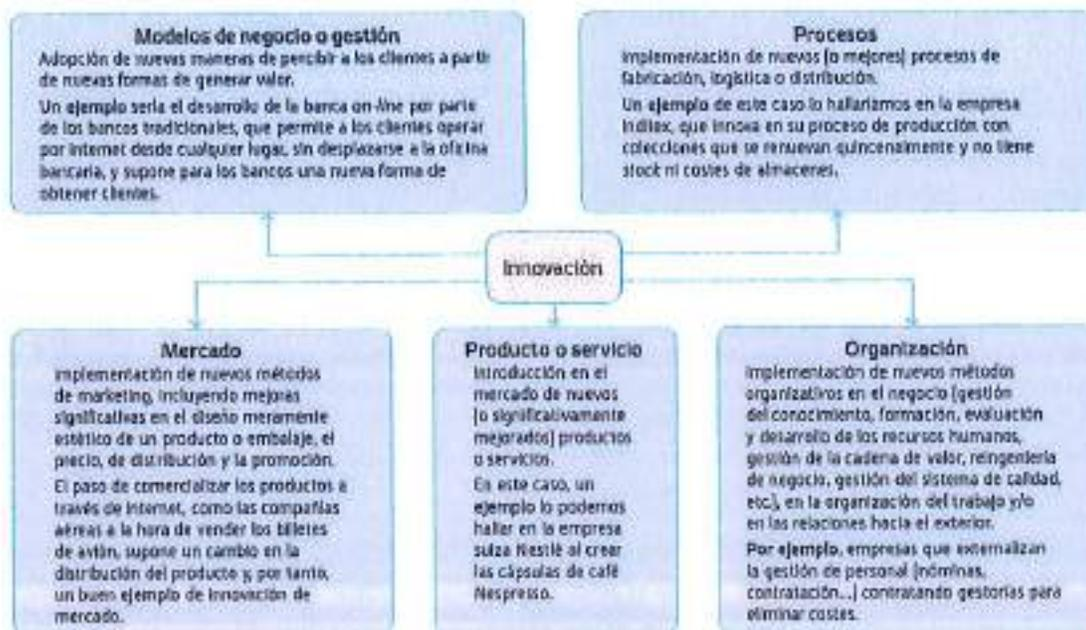 Modelos de negocio o gestión
Adopción de nuevas maneras de percibir a los clientes a partir
de nuevas formas de generar valor.
Un ejemplo sería el desarrollo de la banca on-line por parte
de los bancos tradicionales, que permite a los clientes operar
por internet desde cualquier lugar, sin desplazarse a la oficina
bancaria, y supone para los bancos una nueva forma de
obtener clientes.
Procesos
Implementación de nuevos (o mejores) procesos de
fabricación, logística o distribución.
Un ejemplo de este caso lo hallaríamos en la empresa
Inditex, que innova en su proceso de producción con
colecciones que se renuevan quincenalmente y no tiene
stock ni costes de almacenes.
Innovación
Mercado
Implementación de nuevos métodos
de marketing, incluyendo mejoras
significativas en el diseño meramente
estético de un producto o embalaje, el
precio, de distribución y la promoción.
El paso de comercializar los productos a
través de internet, como las compañías
aéreas a la hora de vender los billetes
de avión, supone un cambio en la
distribución del producto y, por tanto,
un buen ejemplo de innovación de
mercado.
Producto o servicio
Introducción en el
mercado de nuevos
(o significativamente
mejorados) productos
o servicios.
En este caso, un
ejemplo lo podemos
hallar en la empresa
suiza Nestlé al crear
las cápsulas de café
Nespresso.
Organización
Implementación de nuevos métodos
organizativos en el negocio (gestión
del conocimiento, formación, evaluación
y desarrollo de los recursos humanos,
gestión de la cadena de valor, reingeniería
de negocio, gestión del sistema de calidad,
etc.), en la organización del trabajo y/o
en las relaciones hacia el exterior.
Por ejemplo, empresas que externalizan
la gestión de personal (nóminas,
contratación...) contratando gestorías para
eliminar costes.